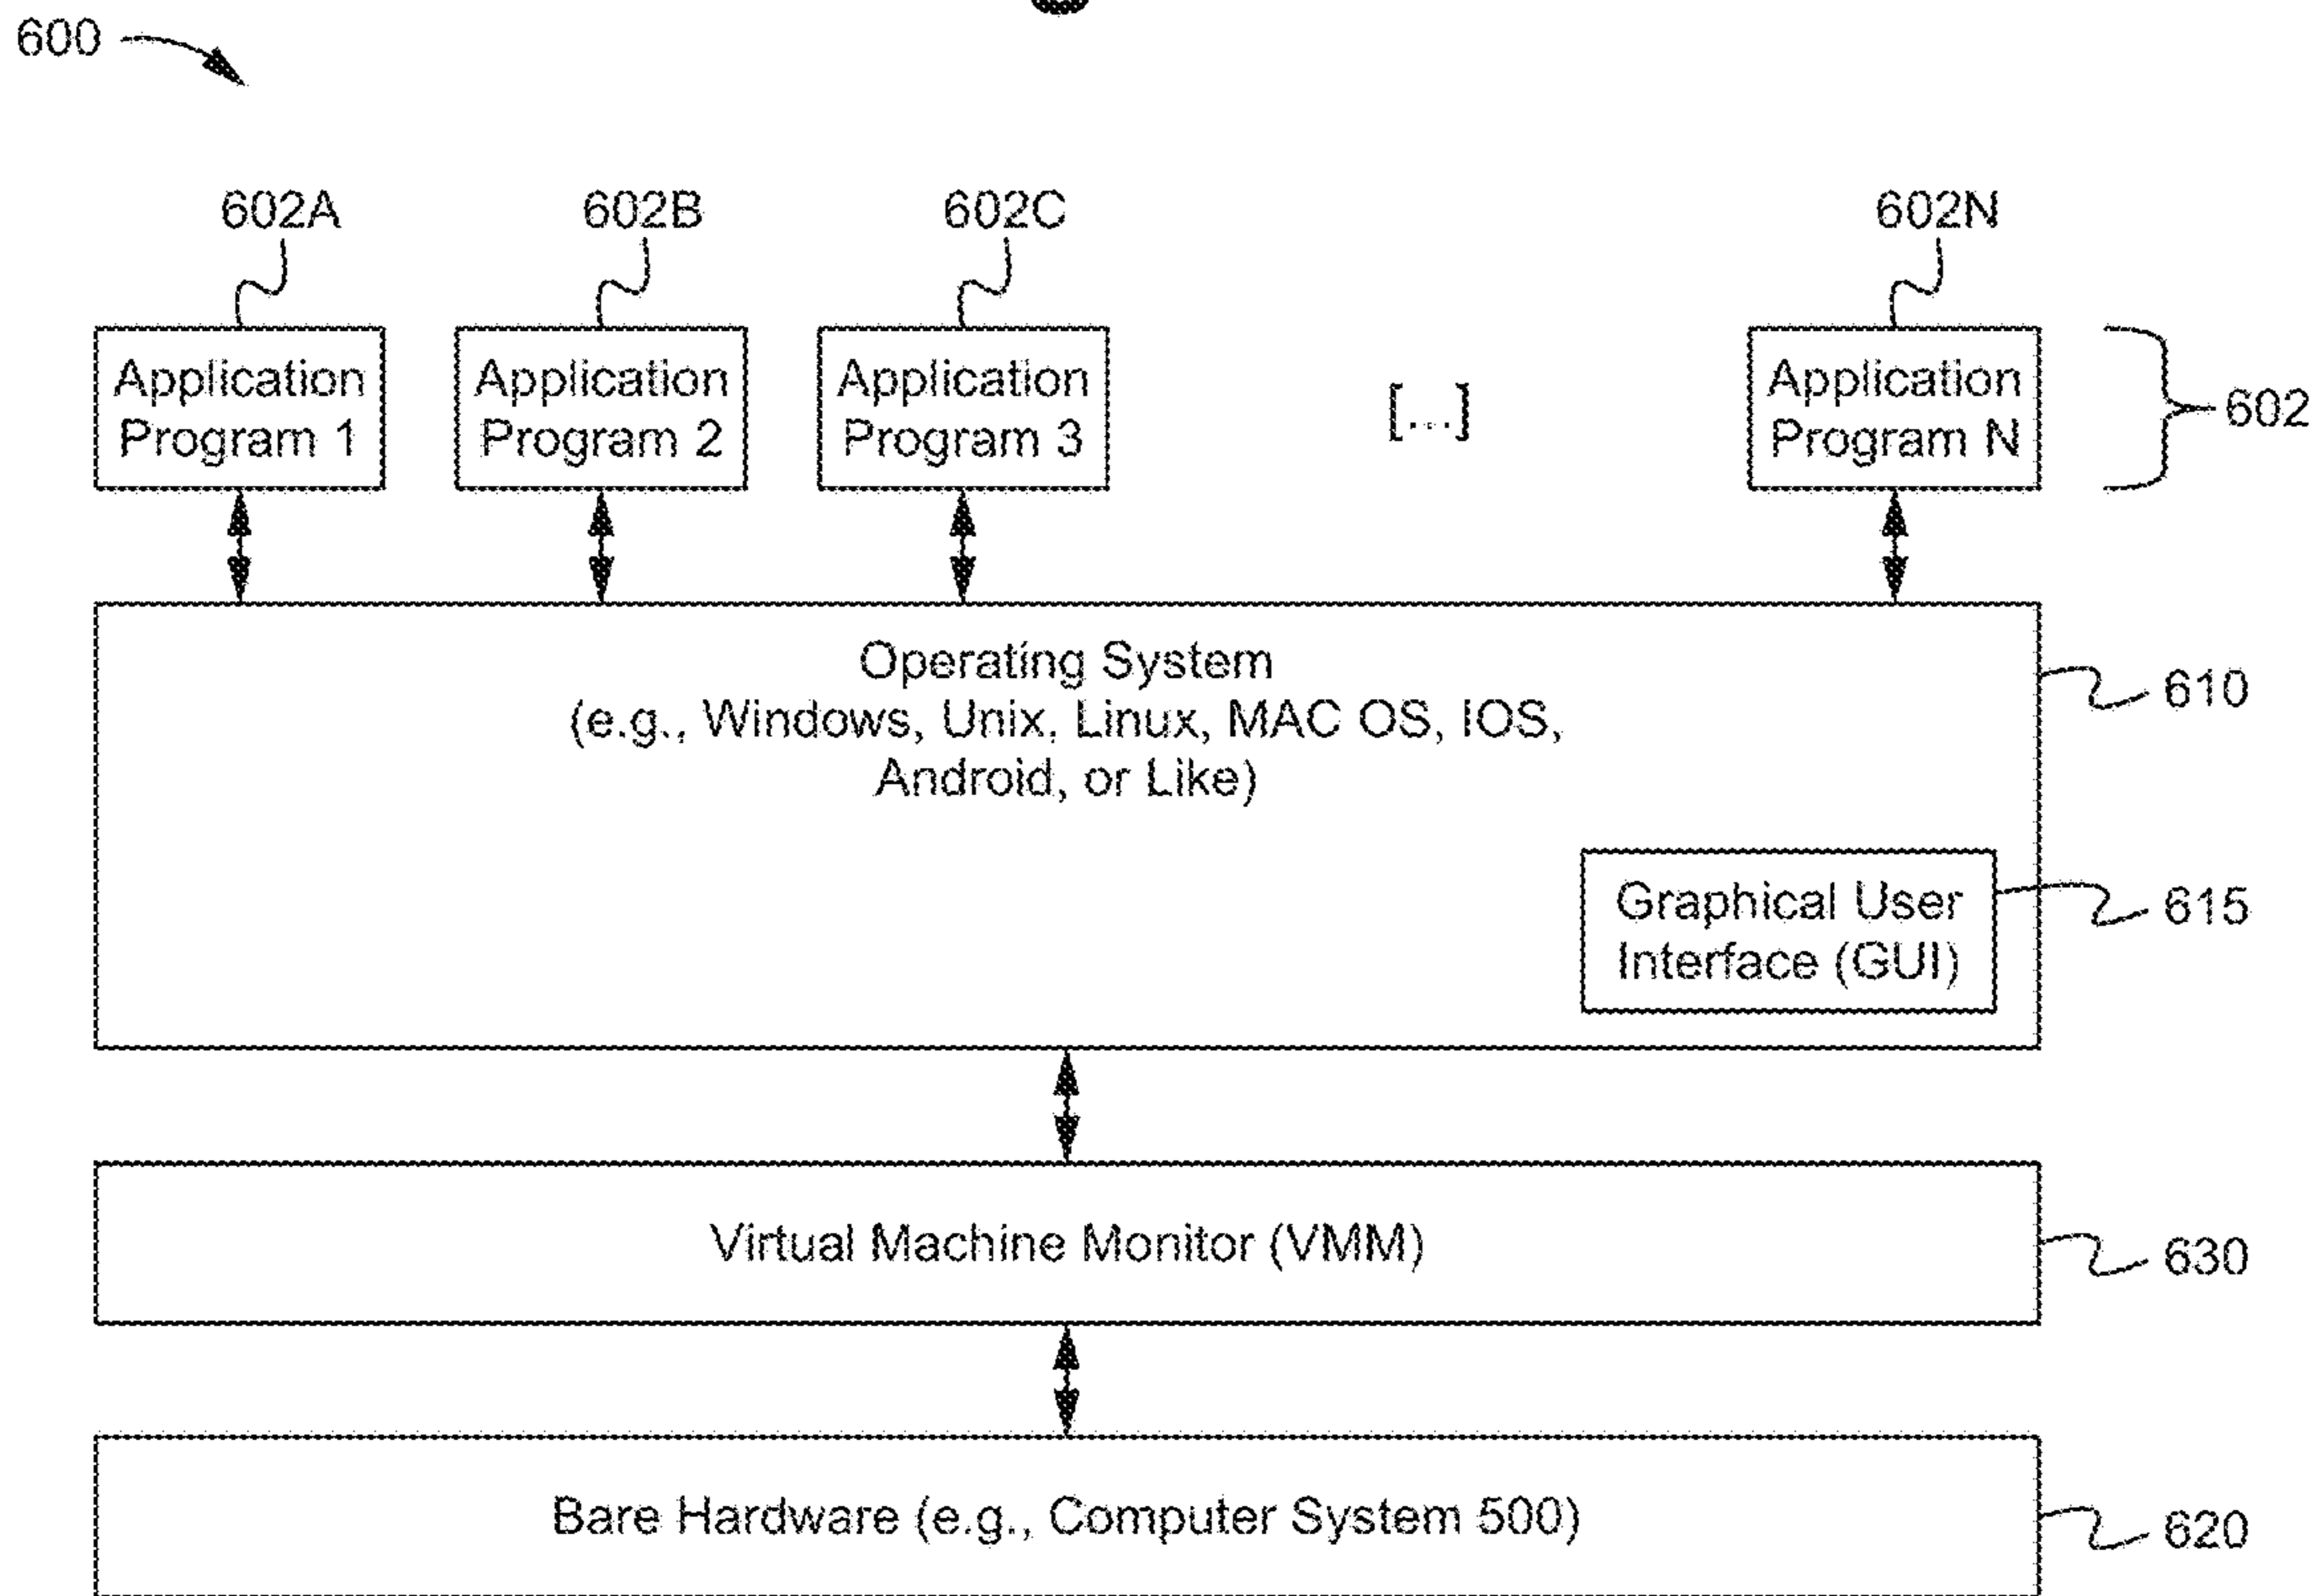 600
602A
602B
602C
602N
Application
Program 1
Application
Program 2
Application
Program 3
[...]
Application
Program N
602
Operating System
(e.g., Windows, Unix, Linux, MAC OS, IOS,
Android, or Like)
610
Graphical User
Interface (GUI)
615
Virtual Machine Monitor (VMM)
630
Bare Hardware (e.g., Computer System 500)
620